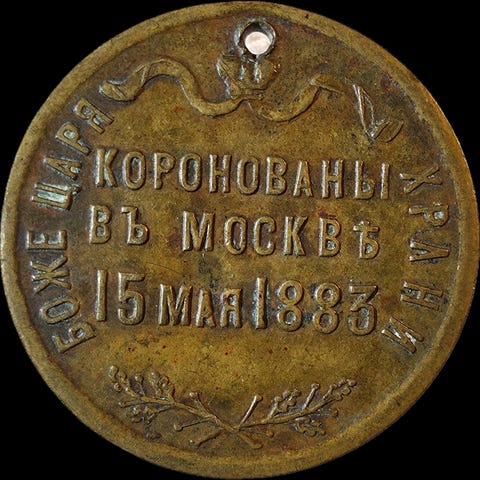 БОЖЕ ЦАРЯ ХРАНИ
КОРОНОВАНЫ
ВЪ МОСКВѢ
15 МАЯ 1883